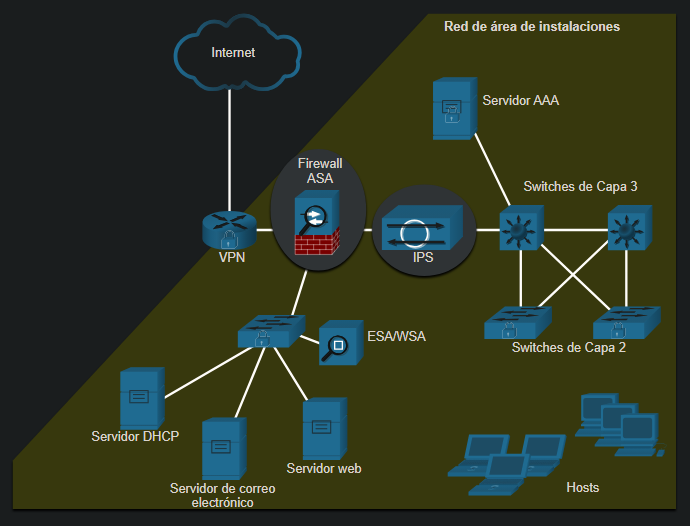 Red de área de instalaciones
Internet
Servidor AAA
Firewall
ASA
Switches de Capa 3
VPN
IPS
ESA/WSA
Switches de Capa 2
Servidor DHCP
Servidor web
Servidor de correo
electrónico
Hosts